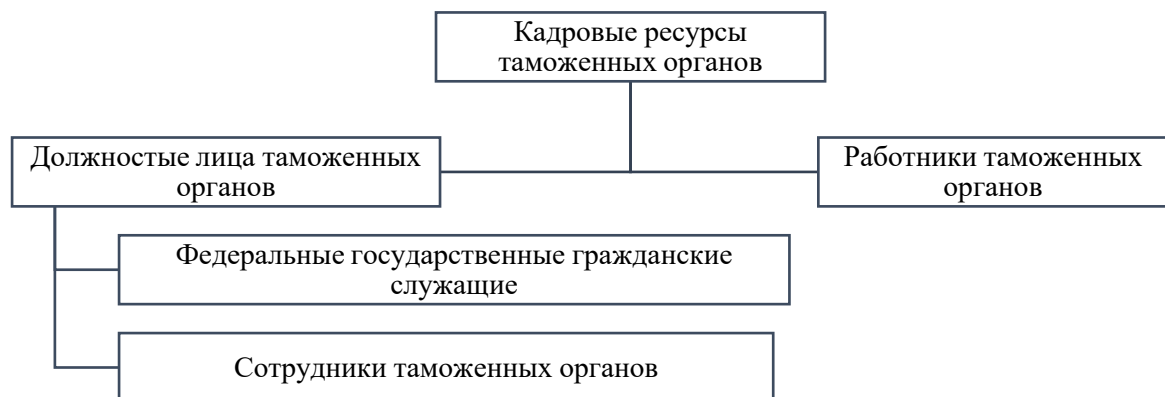 Кадровые ресурсы
таможенных органов
Должностые лица таможенных
органов
Работники таможенных
органов
Федеральные государственные гражданские
служащие
Сотрудники таможенных органов